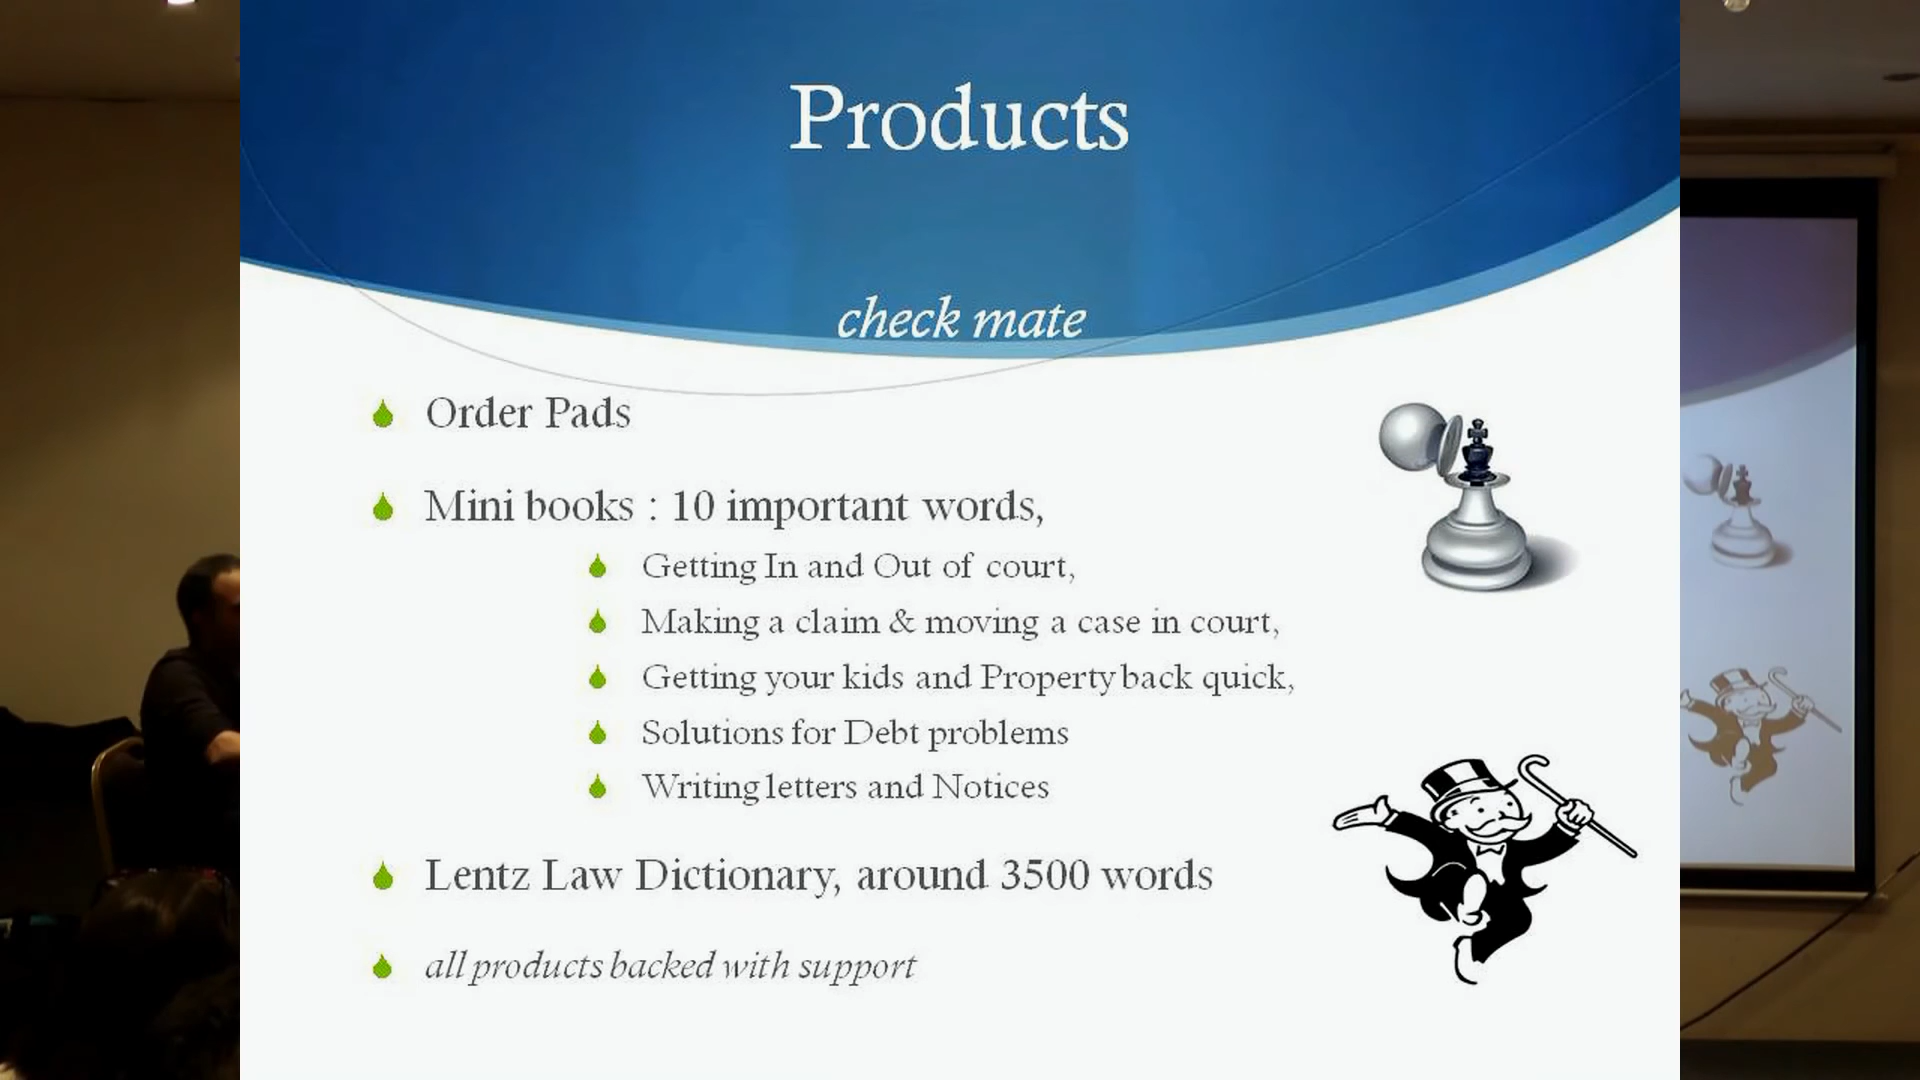 Products
check mate
Order Pads
Mini books : 10 important words,
Getting In and Out of court,
Making a claim & moving a case in court,
Getting your kids and Property back quick,
Solutions for Debt problems
Writing letters and Notices
Lentz Law Dictionary, around 3500 words
all products backed with support